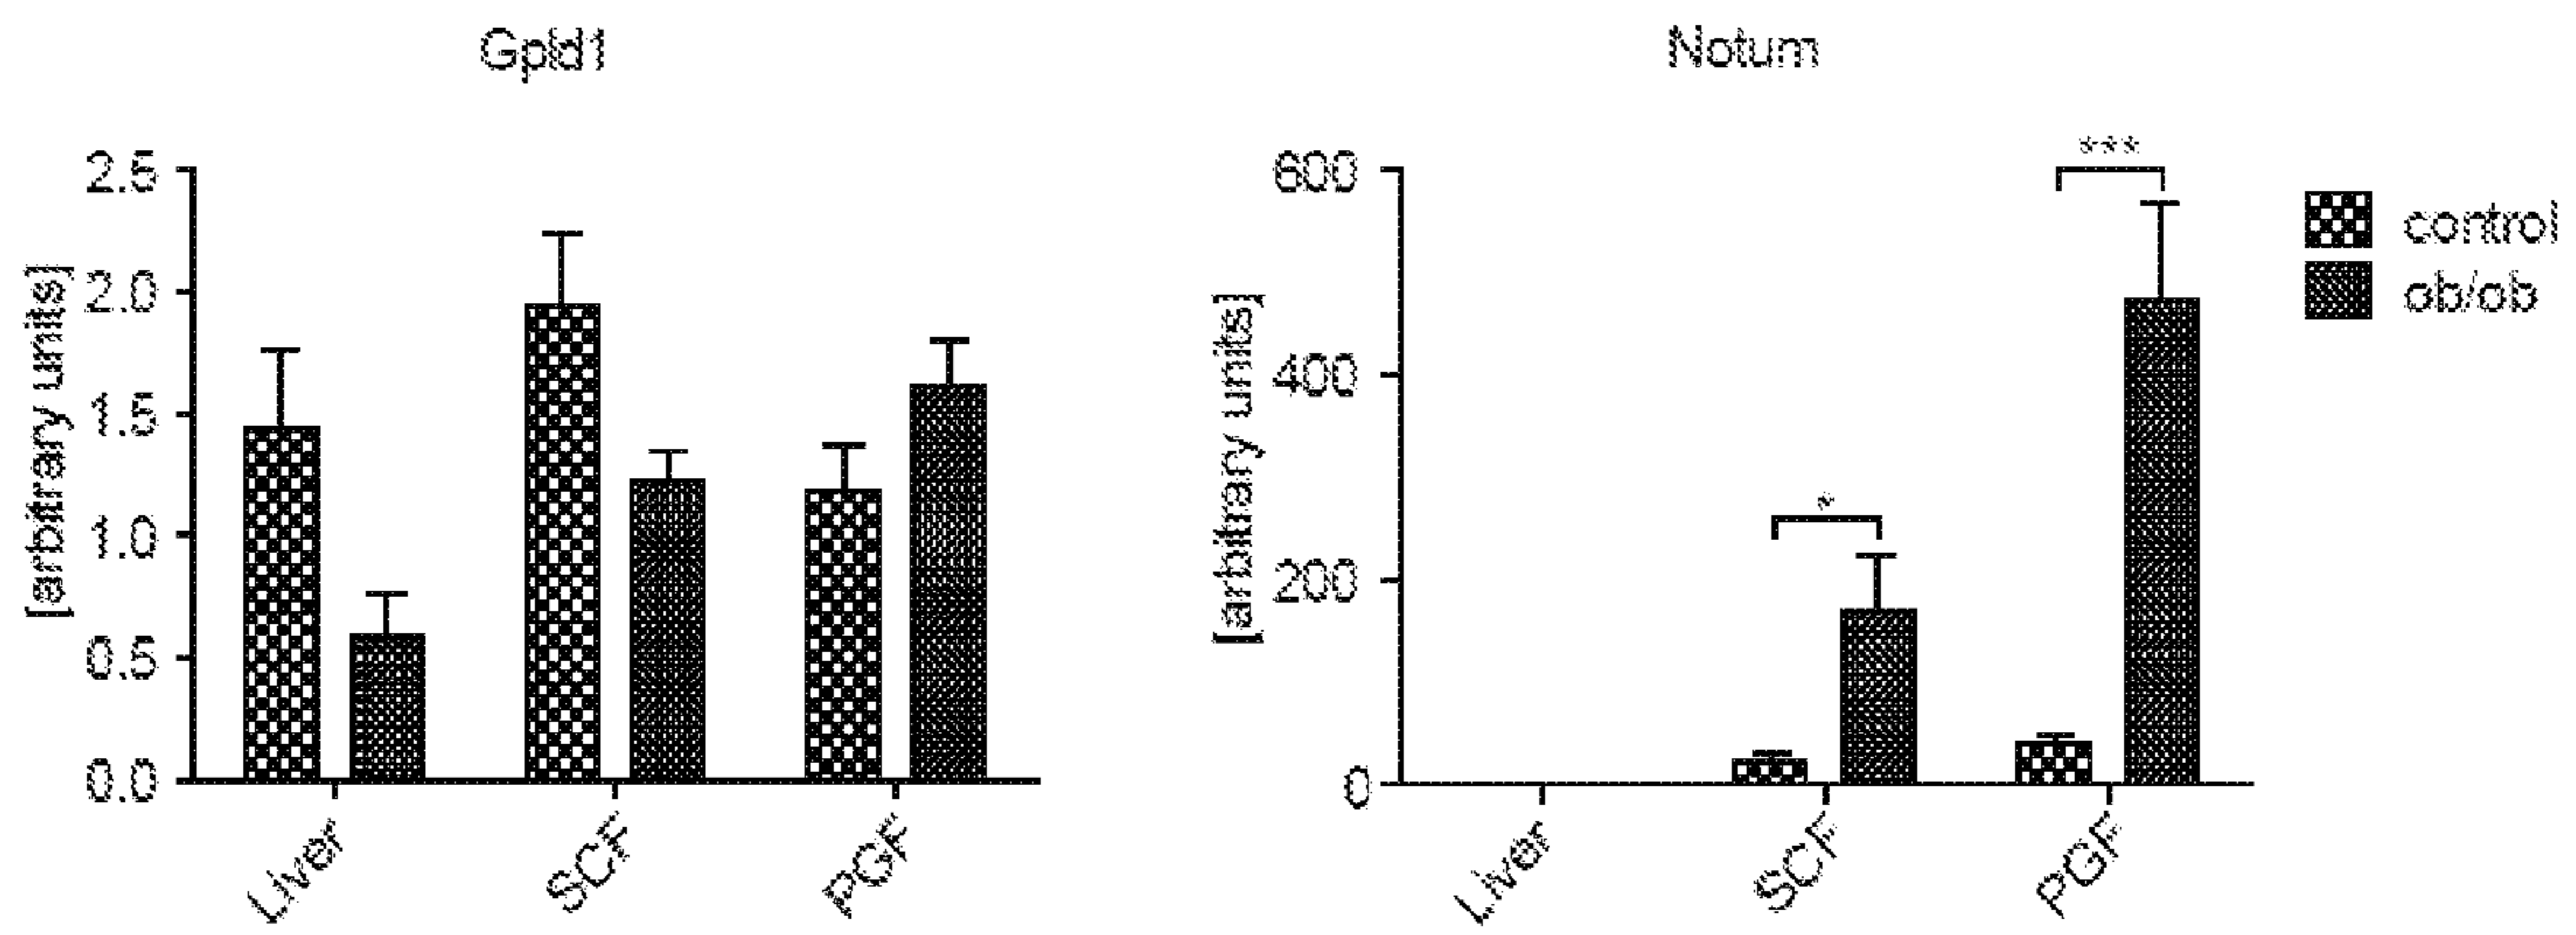 Gpld1
[arbitrary units]
2.5
2.0
1.5
1.0
0.5
0.0
Liver
SCF
PGF
Notum
[arbitrary units]
600
400
200
0
*
***
Liver
SCF
PGF
control
ob/ob